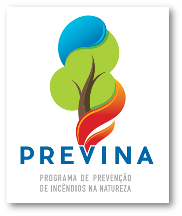 PREVINA
PROGRAMA DE PREVENÇÃO
DE INCÊNDIOS NA NATUREZA